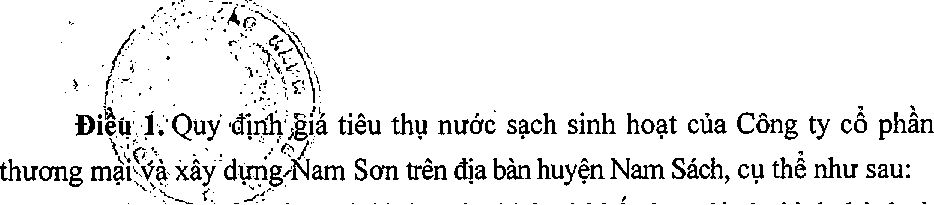 Điều 1. Quy định giá tiêu thụ nước sạch sinh hoạt của Công ty cổ phần
thương mại và xây dựng Nam Sơn trên địa bàn huyện Nam Sách, cụ thể như sau: